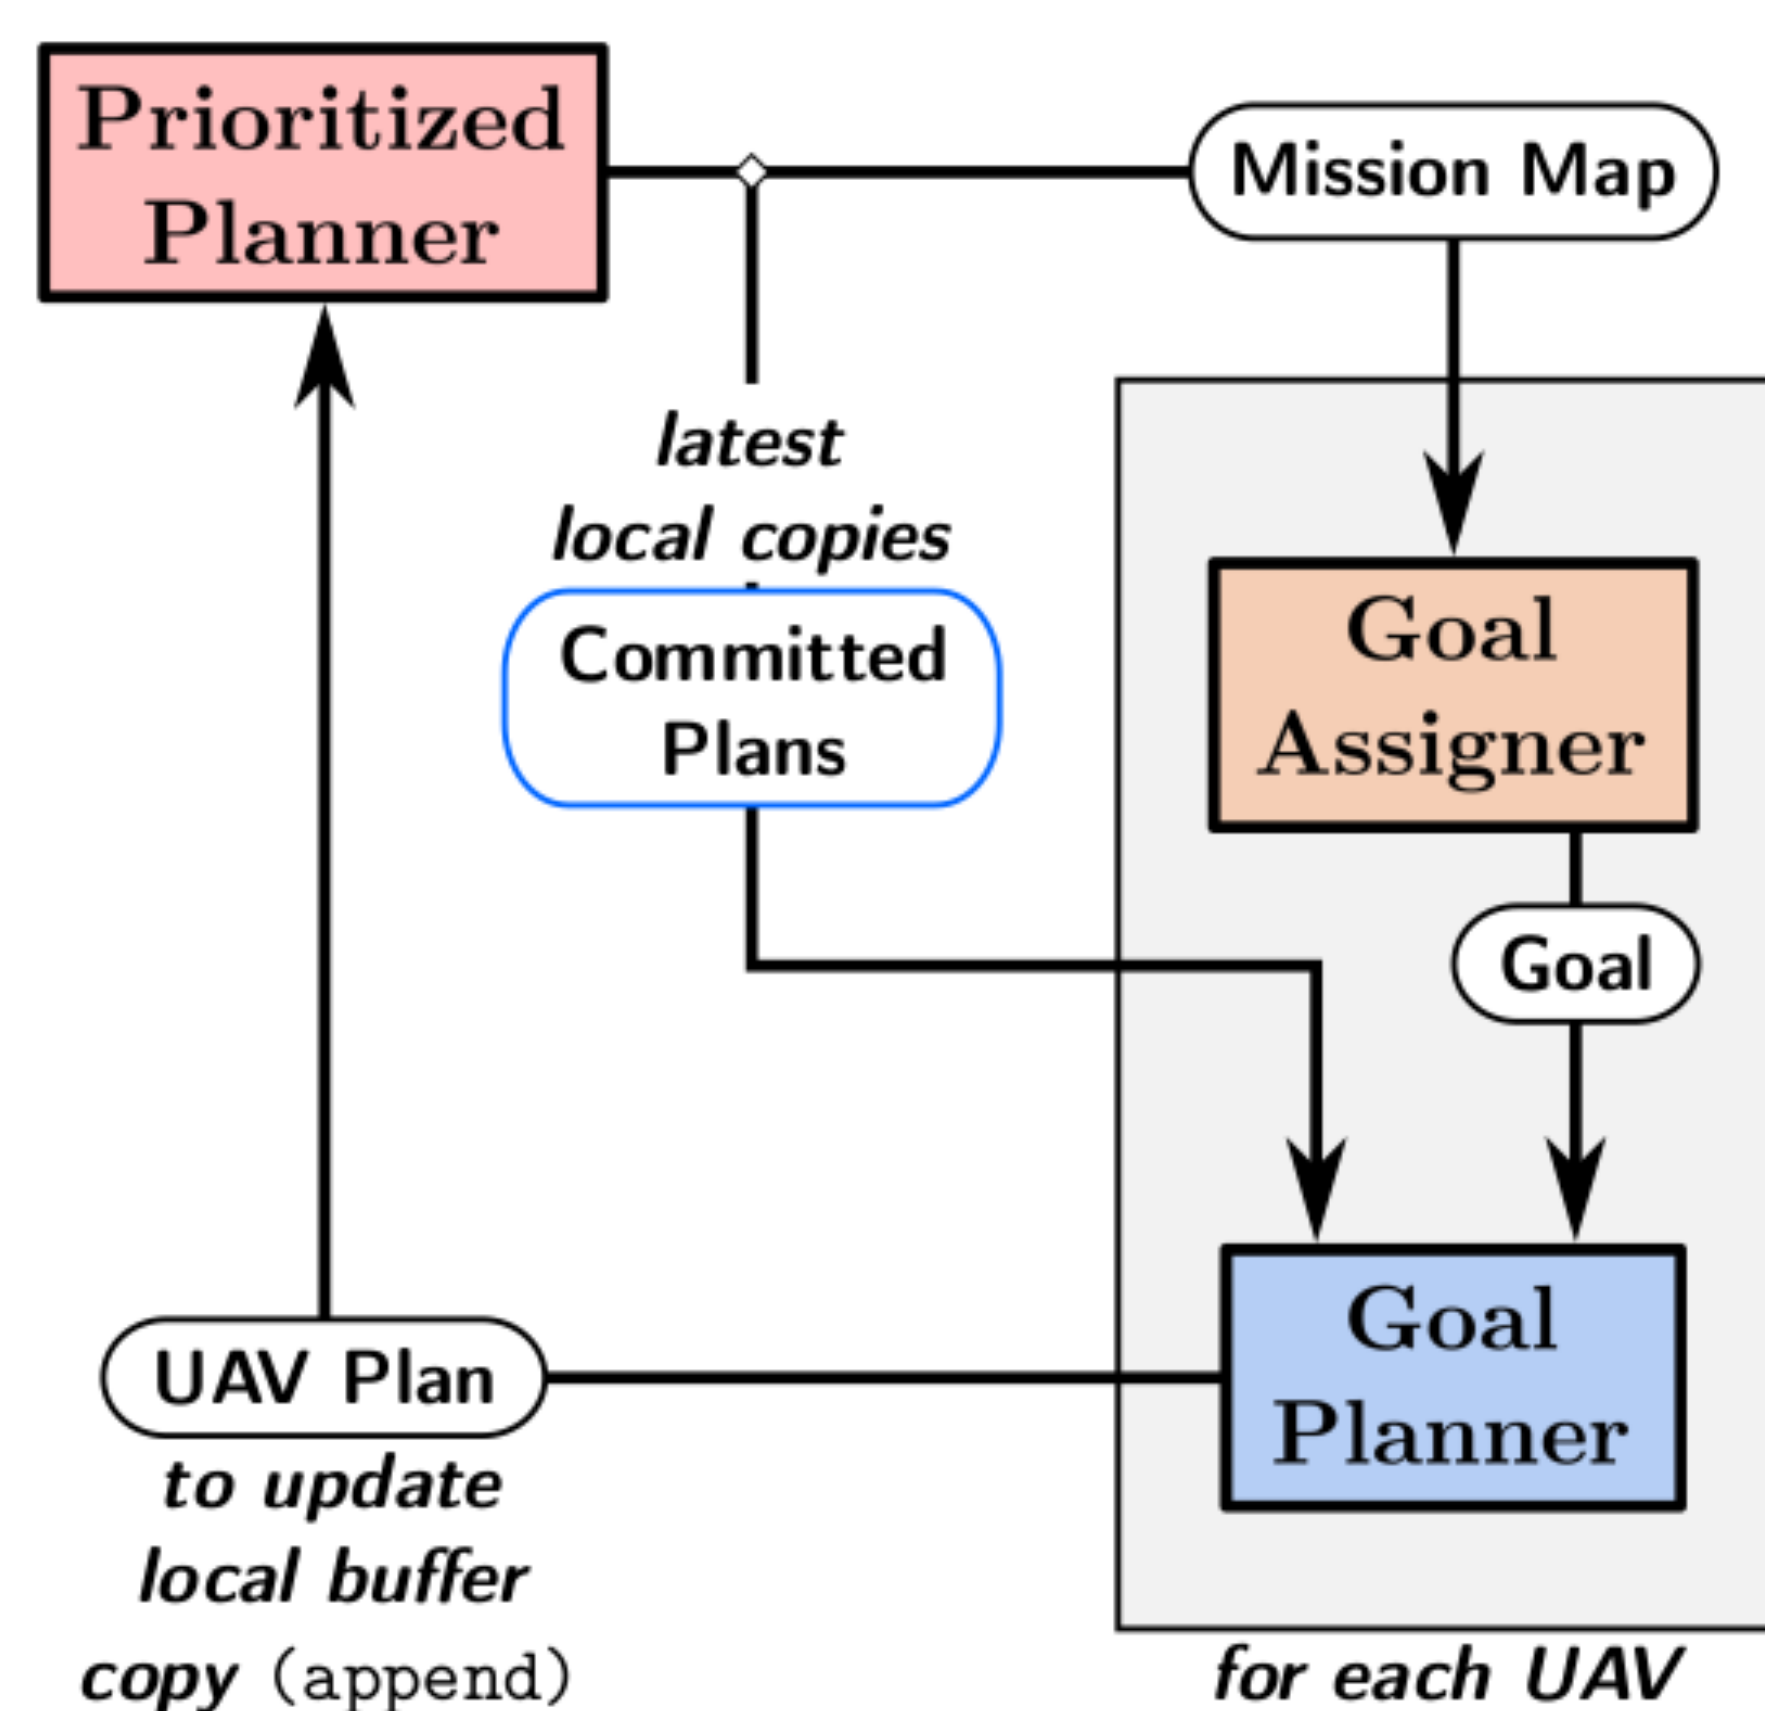 Prioritized
Planner
Mission Map
latest
local copies
Committed
Plans
Goal
Assigner
Goal
Goal
Planner
UAV Plan
to update
local buffer
copy (append)
for each UAV